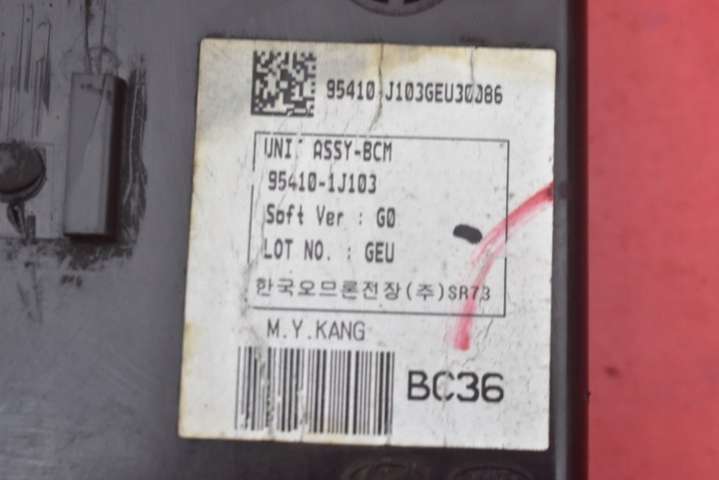 95410 J103GEU30086
UNIT ASSY-BCM
95410-1J103
Soft Ver : G0
LOT NO. : GEU
한국오므론전장(주)SR73
M.Y.KANG
BC36